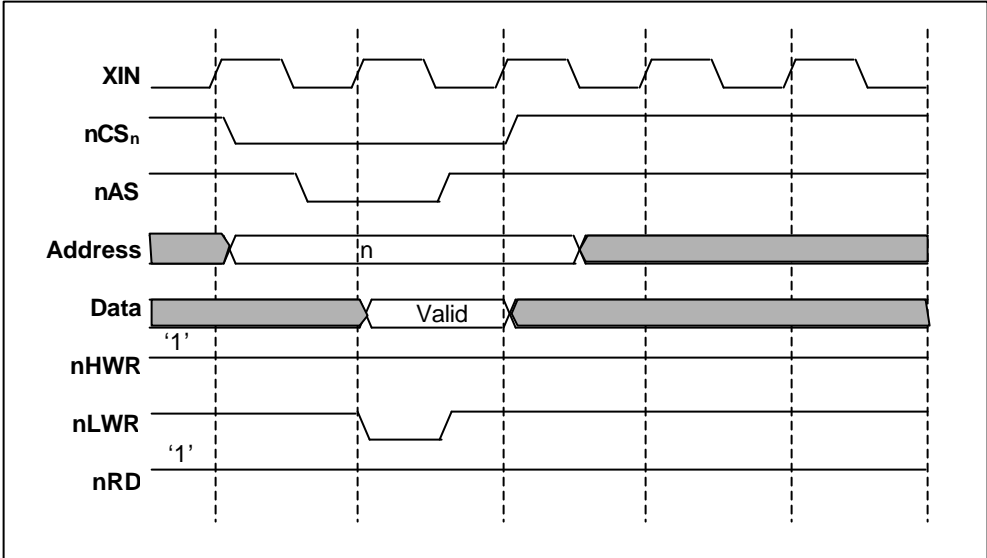 XIN
nCSn
nAS
Address n
Data Valid
‘1’
nHWR
nLWR
‘1’
nRD